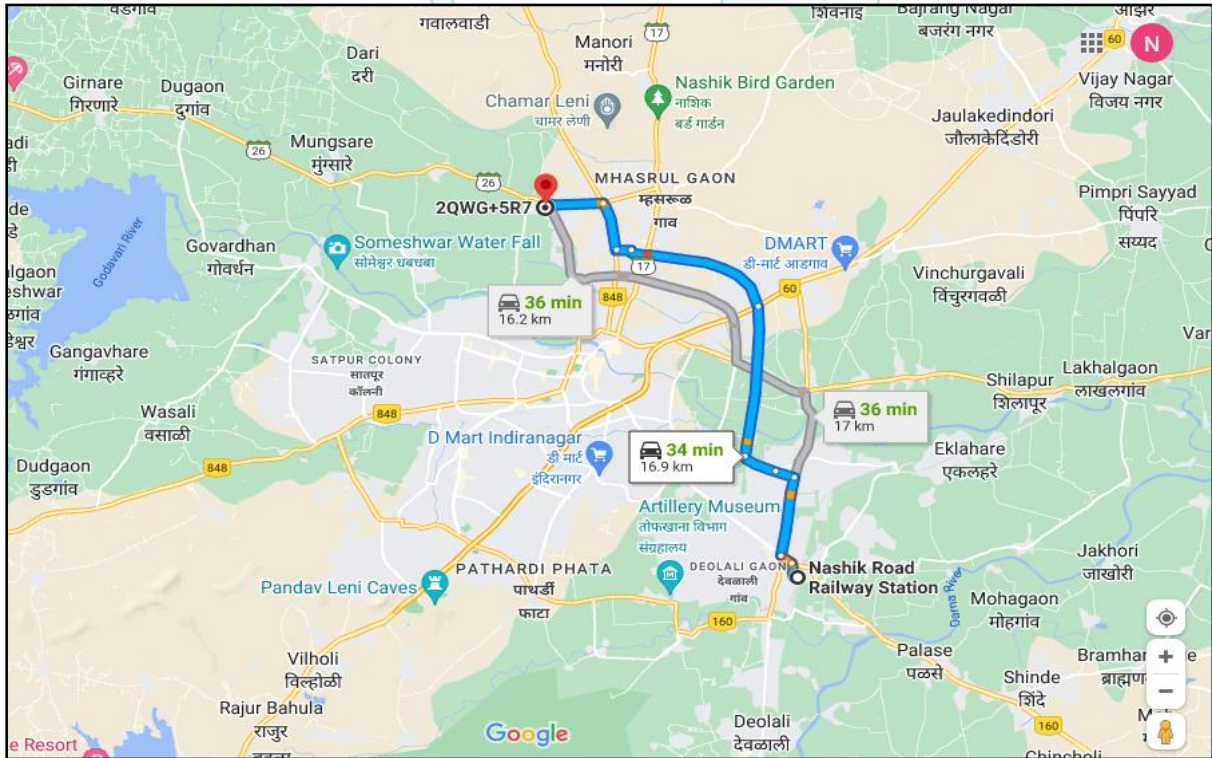 वडगाव
गवालवाडी
17
शिवनाई
Bajrang Nagar
बजरंग नगर
ओझर
60
N
Dari
दरी
Manori
मनोरी
Girnare
गिरणारे
Dugaon
दुगांव
Nashik Bird Garden
नाशिक
बर्ड गार्डन
Vijay Nagar
विजय नगर
Chamar Leni
चामर लेणी
Jaulakedindori
जौलाकेदिंडोरी
Mungsare
मुंग्सारे
26
26
MHASRUL GAON
म्हसरूळ
गाव
Pimpri Sayyad
पिंपरि
सय्यद
2QWG+5R7
Godavari River
Govardhan
गोवर्धन
Someshwar Water Fall
सोमेश्वर धबधबा
DMART
डी-मार्ट आडगाव
17
Vinchurgavali
विंचुरगवळी
36 min
16.2 km
848
60
Gangavhare
गंगाव्हरे
SATPUR COLONY
सातपूर
कॉलनी
Lakhalgaon
लाखलगांव
Shilapur
शिलापूर
Wasali
वसाळी
848
36 min
17 km
D Mart Indiranagar
डी मार्ट
इंदिरानगर
34 min
16.9 km
Eklahare
एकलहरे
Dudgaon
डुडगांव
848
Artillery Museum
तोफखाना विभाग
संग्रहालय
Jakhori
जाखोरी
PATHARDI PHATA
पाथर्डी
फाटा
DEOLALI GAON
देवळाली
गांव
Nashik Road
Railway Station
Pandav Leni Caves
Darna River
Mohagaon
मोहगांव
160
Vilholi
विल्होळी
Palase
पळसे
Shinde
शिंदे
Rajur Bahula
राजुर
Google
Deolali
देवळाली
160
e Resort
Chincholi